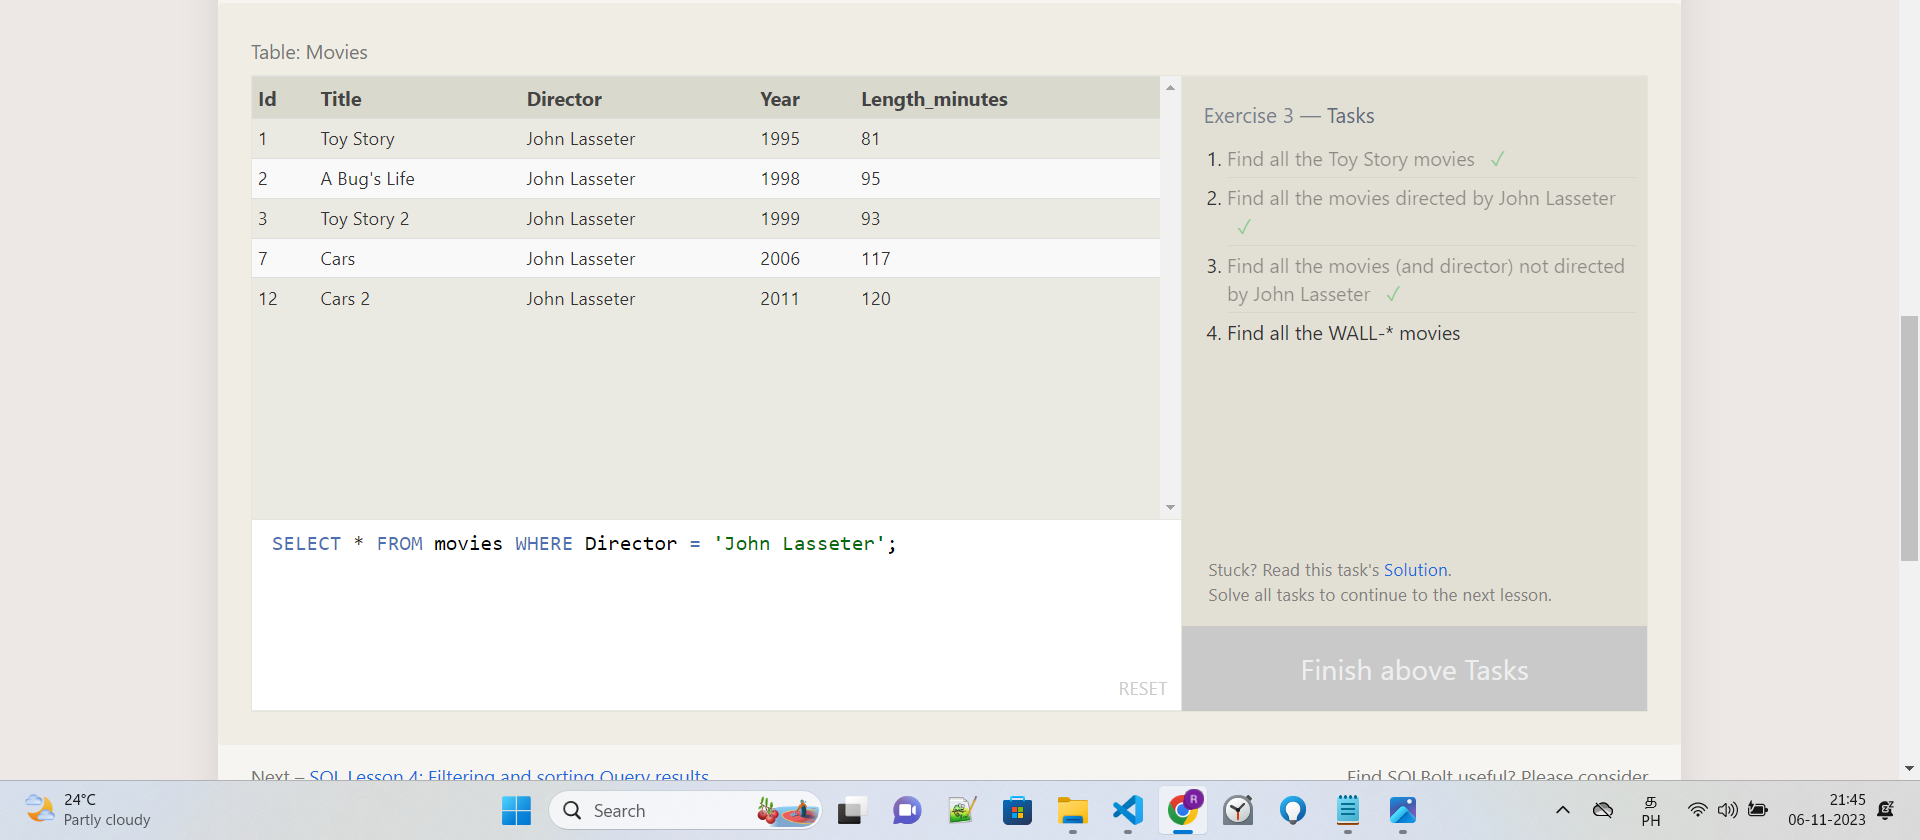 Table: Movies
Id Title Director Year Length_minutes
1 Toy Story John Lasseter 1995 81
2 A Bug's Life John Lasseter 1998 95
3 Toy Story 2 John Lasseter 1999 93
7 Cars John Lasseter 2006 117
12 Cars 2 John Lasseter 2011 120
SELECT * FROM movies WHERE Director = 'John Lasseter';
RESET
Exercise 3 — Tasks
1. Find all the Toy Story movies ✓
2. Find all the movies directed by John Lasseter
✓
3. Find all the movies (and director) not directed
by John Lasseter ✓
4. Find all the WALL-* movies
Stuck? Read this task's Solution.
Solve all tasks to continue to the next lesson.
Finish above Tasks
Next – SQL Lesson 4: Filtering and sorting Query results
Find SQLBolt useful? Please consider
24°C
Partly cloudy
Search
R
PH
21:45
06-11-2023